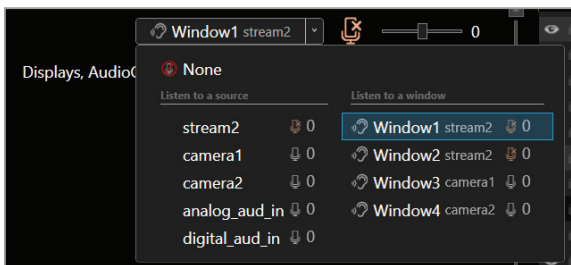 Window1 stream2 0
Displays, AudioO
None
Listen to a source Listen to a window
stream2 0 Window1 stream2 0
camera1 0 Window2 stream2 0
camera2 0 Window3 camera1 0
analog_aud_in 0 Window4 camera2 0
digital_aud_in 0